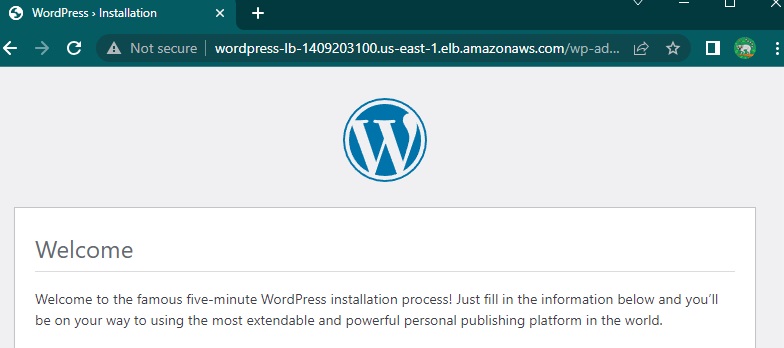 WordPress › Installation
Not secure
wordpress-lb-1409203100.us-east-1.elb.amazonaws.com/wp-ad...
W
Welcome
Welcome to the famous five-minute WordPress installation process! Just fill in the information below and you’ll
be on your way to using the most extendable and powerful personal publishing platform in the world.